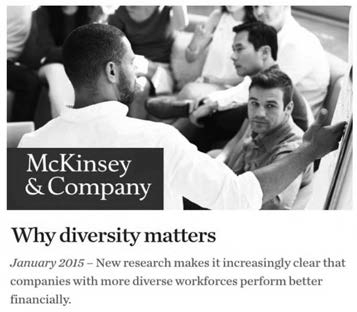 McKinsey
& Company
Why diversity matters
January 2015 – New research makes it increasingly clear that
companies with more diverse workforces perform better
financially.